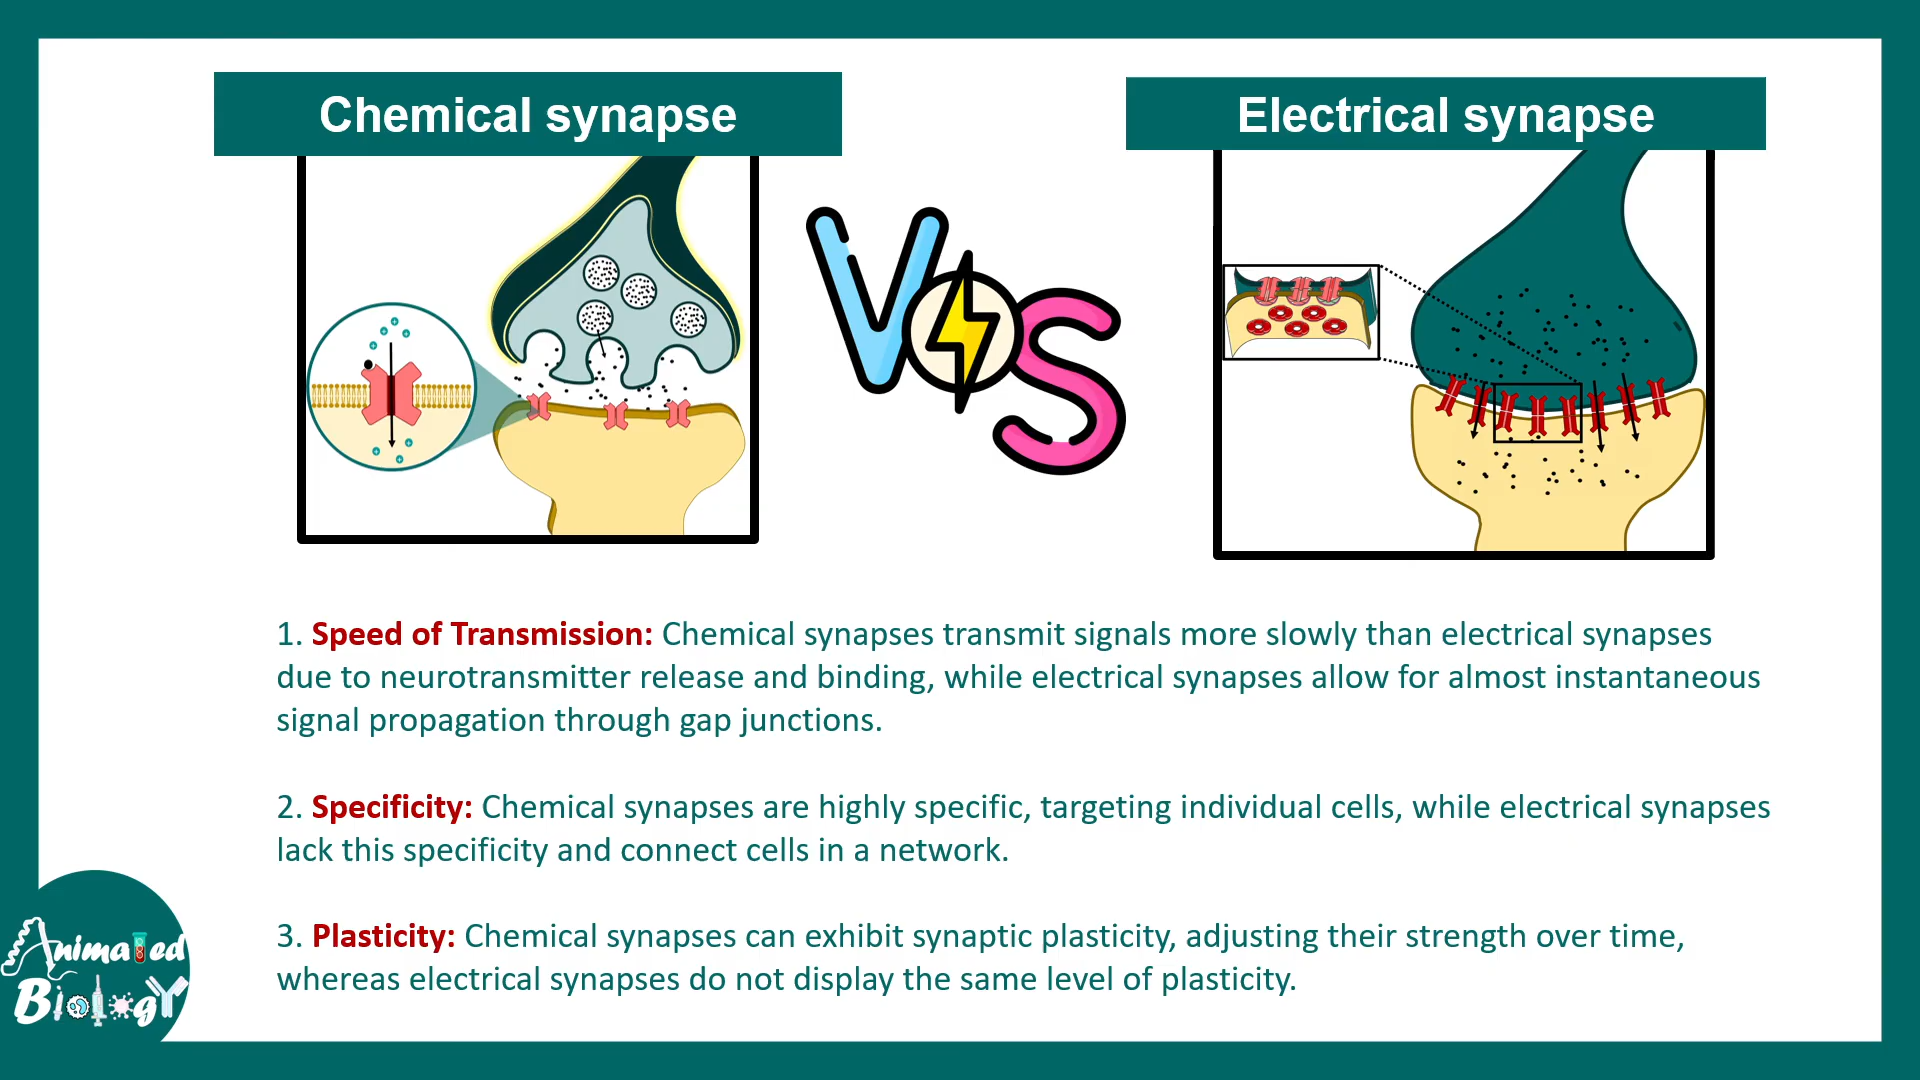 Chemical synapse
Electrical synapse
VS
1. Speed of Transmission: Chemical synapses transmit signals more slowly than electrical synapses
due to neurotransmitter release and binding, while electrical synapses allow for almost instantaneous
signal propagation through gap junctions.
2. Specificity: Chemical synapses are highly specific, targeting individual cells, while electrical synapses
lack this specificity and connect cells in a network.
3. Plasticity: Chemical synapses can exhibit synaptic plasticity, adjusting their strength over time,
whereas electrical synapses do not display the same level of plasticity.
Animated
Biology